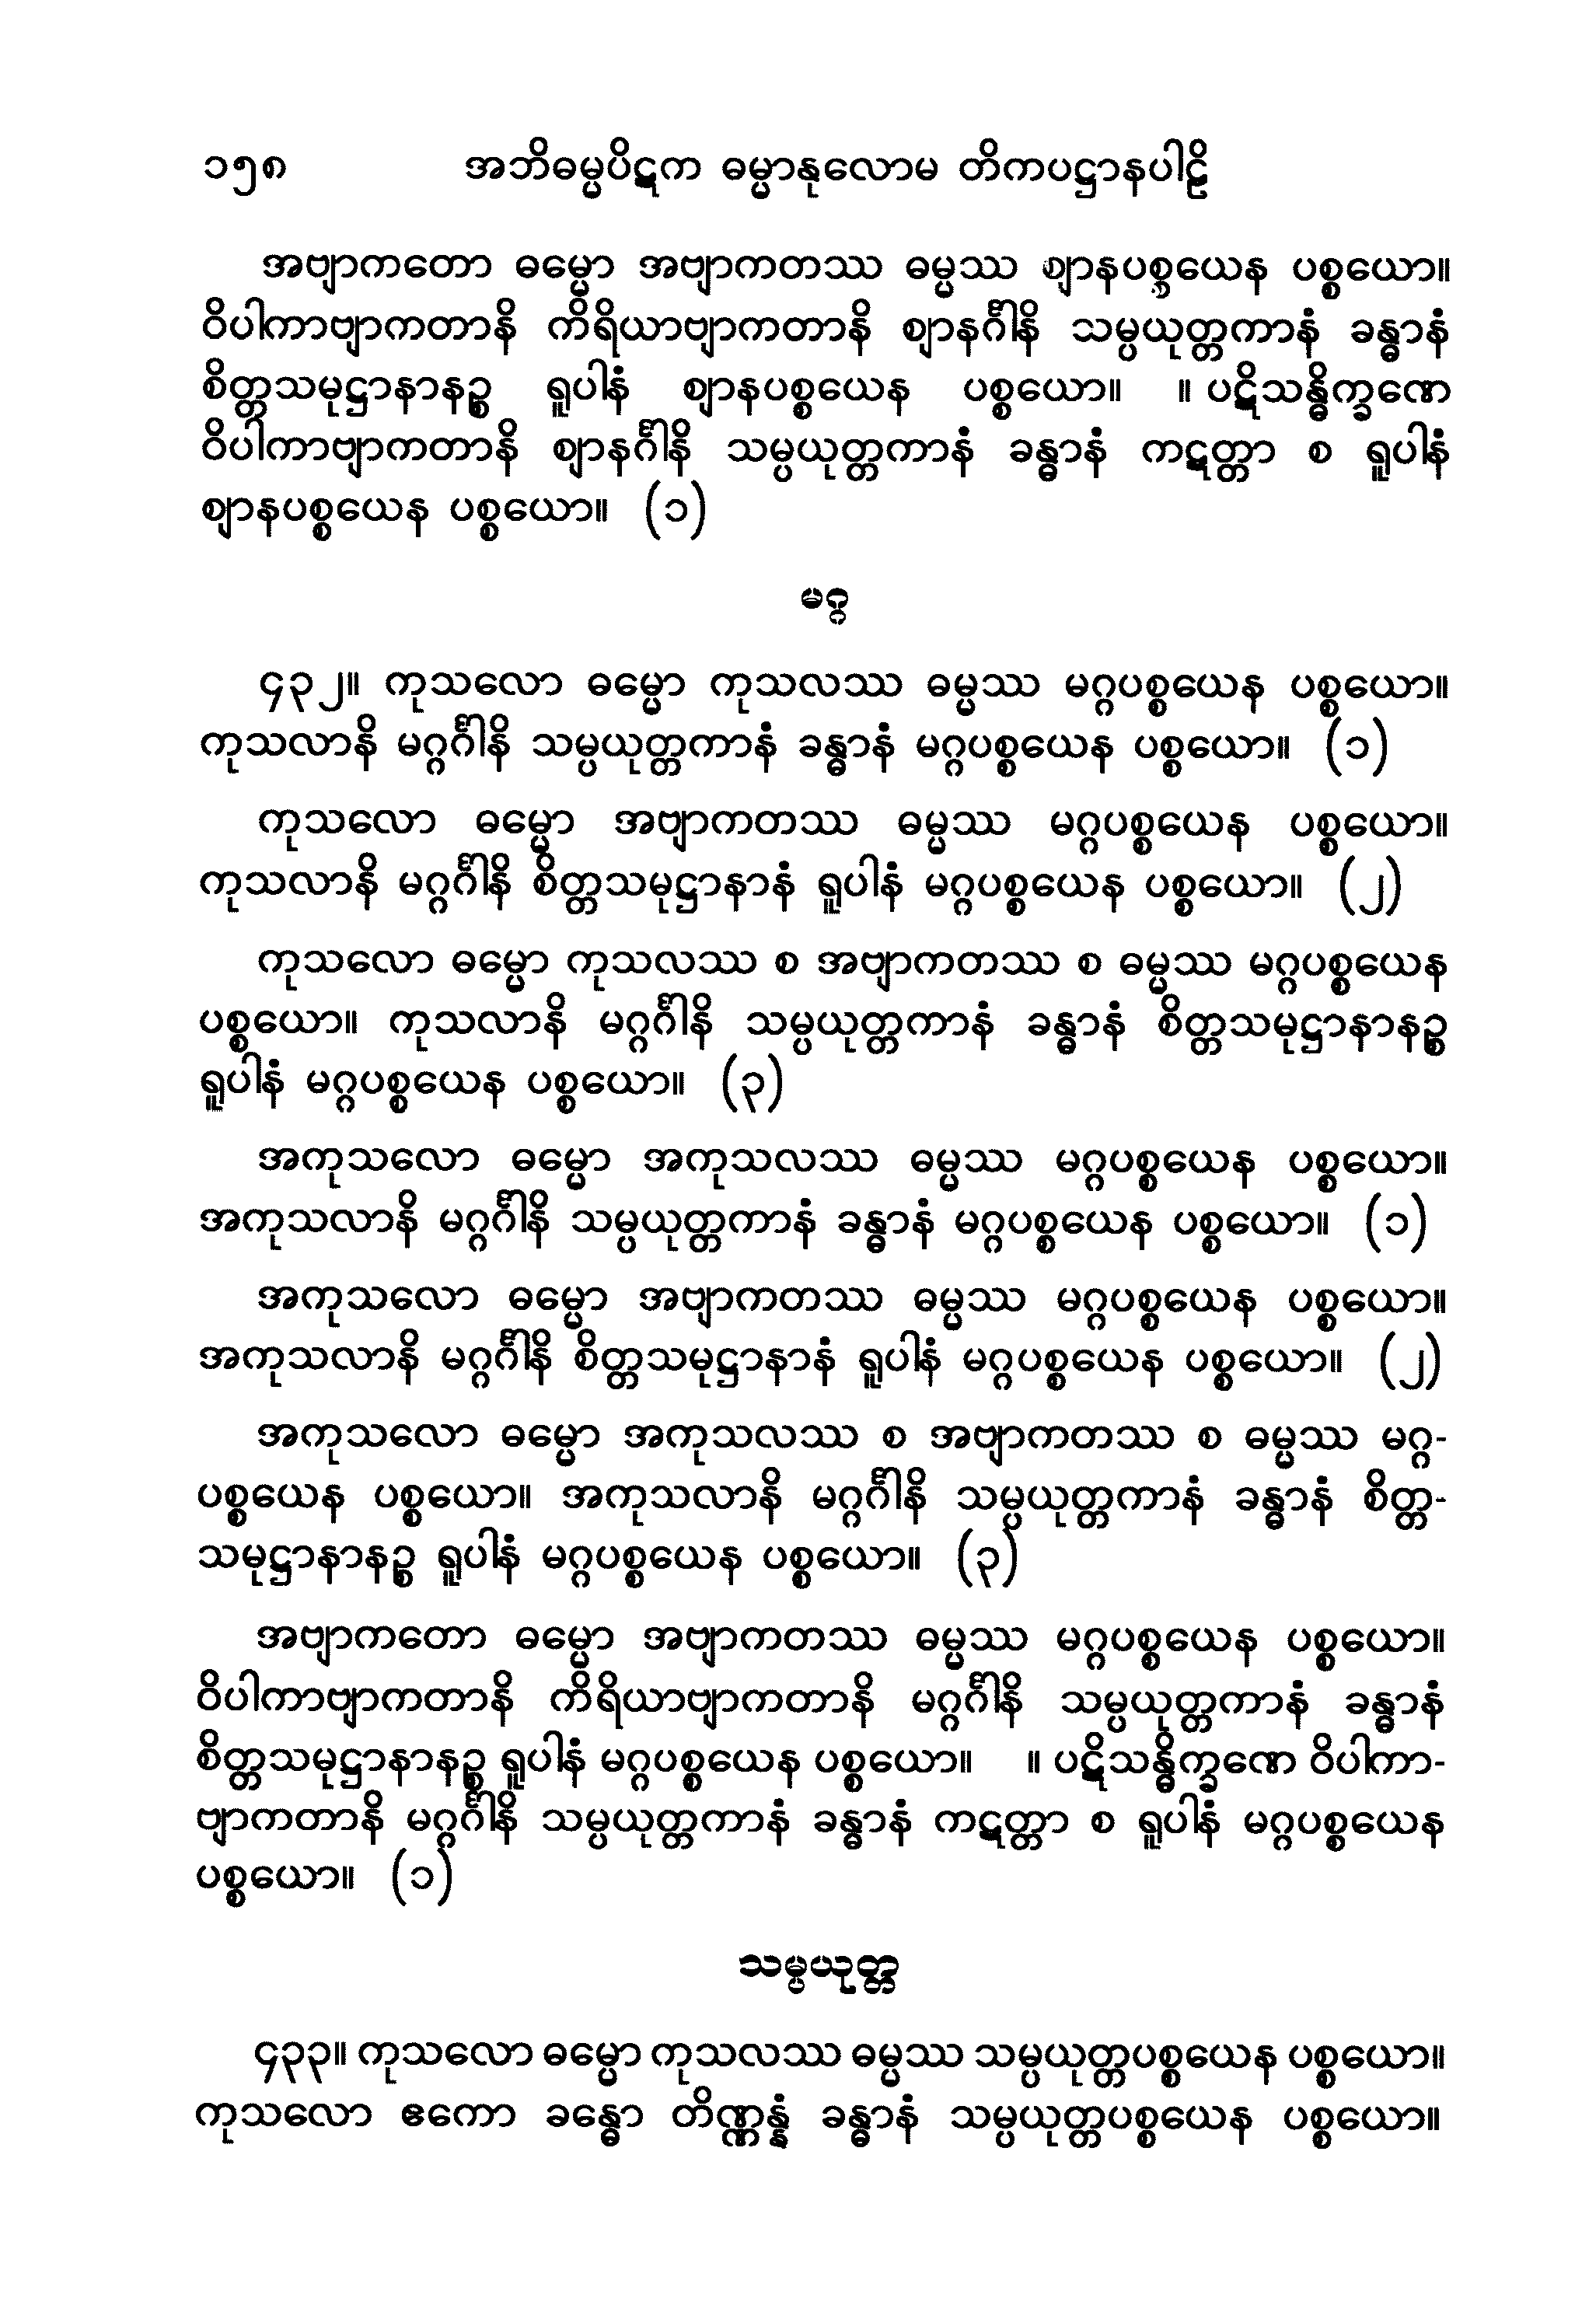 ၁၅၈ အဘိဓမ္မပိဋက ဓမ္မာနုလောမ တိကပဋ္ဌာနပါဠိ
အဗျာကတော ဓမ္မော အဗျာကတဿ ဓမ္မဿ ဈာနပစ္စယေန ပစ္စယော။
ဝိပါကာဗျာကတာနိ ကိရိယာဗျာကတာနိ ဈာနင်္ဂါနိ သမ္ပယုတ္တကာနံ ခန္ဓာနံ
စိတ္တသမုဋ္ဌာနာနဉ္စ ရူပါနံ ဈာနပစ္စယေန ပစ္စယော။ ။ ပဋိသန္ဓိက္ခဏေ
ဝိပါကာဗျာကတာနိ ဈာနင်္ဂါနိ သမ္ပယုတ္တကာနံ ခန္ဓာနံ ကဋတ္တာ စ ရူပါနံ
ဈာနပစ္စယေန ပစ္စယော။ (၁)
မဂ္ဂ
၄၃၂။ ကုသလော ဓမ္မော ကုသလဿ ဓမ္မဿ မဂ္ဂပစ္စယေန ပစ္စယော။
ကုသလာနိ မဂ္ဂင်္ဂါနိ သမ္ပယုတ္တကာနံ ခန္ဓာနံ မဂ္ဂပစ္စယေန ပစ္စယော။ (၁)
ကုသလော ဓမ္မော အဗျာကတဿ ဓမ္မဿ မဂ္ဂပစ္စယေန ပစ္စယော။
ကုသလာနိ မဂ္ဂင်္ဂါနိ စိတ္တသမုဋ္ဌာနာနံ ရူပါနံ မဂ္ဂပစ္စယေန ပစ္စယော။ (၂)
ကုသလော ဓမ္မော ကုသလဿ စ အဗျာကတဿ စ ဓမ္မဿ မဂ္ဂပစ္စယေန
ပစ္စယော။ ကုသလာနိ မဂ္ဂင်္ဂါနိ သမ္ပယုတ္တကာနံ ခန္ဓာနံ စိတ္တသမုဋ္ဌာနာနဉ္စ
ရူပါနံ မဂ္ဂပစ္စယေန ပစ္စယော။ (၃)
အကုသလော ဓမ္မော အကုသလဿ ဓမ္မဿ မဂ္ဂပစ္စယေန ပစ္စယော။
အကုသလာနိ မဂ္ဂင်္ဂါနိ သမ္ပယုတ္တကာနံ ခန္ဓာနံ မဂ္ဂပစ္စယေန ပစ္စယော။ (၁)
အကုသလော ဓမ္မော အဗျာကတဿ ဓမ္မဿ မဂ္ဂပစ္စယေန ပစ္စယော။
အကုသလာနိ မဂ္ဂင်္ဂါနိ စိတ္တသမုဋ္ဌာနာနံ ရူပါနံ မဂ္ဂပစ္စယေန ပစ္စယော။ (၂)
အကုသလော ဓမ္မော အကုသလဿ စ အဗျာကတဿ စ ဓမ္မဿ မဂ္ဂ-
ပစ္စယေန ပစ္စယော။ အကုသလာနိ မဂ္ဂင်္ဂါနိ သမ္ပယုတ္တကာနံ ခန္ဓာနံ စိတ္တ-
သမုဋ္ဌာနာနဉ္စ ရူပါနံ မဂ္ဂပစ္စယေန ပစ္စယော။ (၃)
အဗျာကတော ဓမ္မော အဗျာကတဿ ဓမ္မဿ မဂ္ဂပစ္စယေန ပစ္စယော။
ဝိပါကာဗျာကတာနိ ကိရိယာဗျာကတာနိ မဂ္ဂင်္ဂါနိ သမ္ပယုတ္တကာနံ ခန္ဓာနံ
စိတ္တသမုဋ္ဌာနာနဉ္စ ရူပါနံ မဂ္ဂပစ္စယေန ပစ္စယော။ ။ ပဋိသန္ဓိက္ခဏေ ဝိပါကာ-
ဗျာကတာနိ မဂ္ဂင်္ဂါနိ သမ္ပယုတ္တကာနံ ခန္ဓာနံ ကဋတ္တာ စ ရူပါနံ မဂ္ဂပစ္စယေန
ပစ္စယော။ (၁)
သမ္ပယုတ္တ
၄၃၃။ ကုသလော ဓမ္မော ကုသလဿ ဓမ္မဿ သမ္ပယုတ္တပစ္စယေန ပစ္စယော။
ကုသလော ဧကော ခန္ဓော တိဏ္ဏန္နံ ခန္ဓာနံ သမ္ပယုတ္တပစ္စယေန ပစ္စယော။